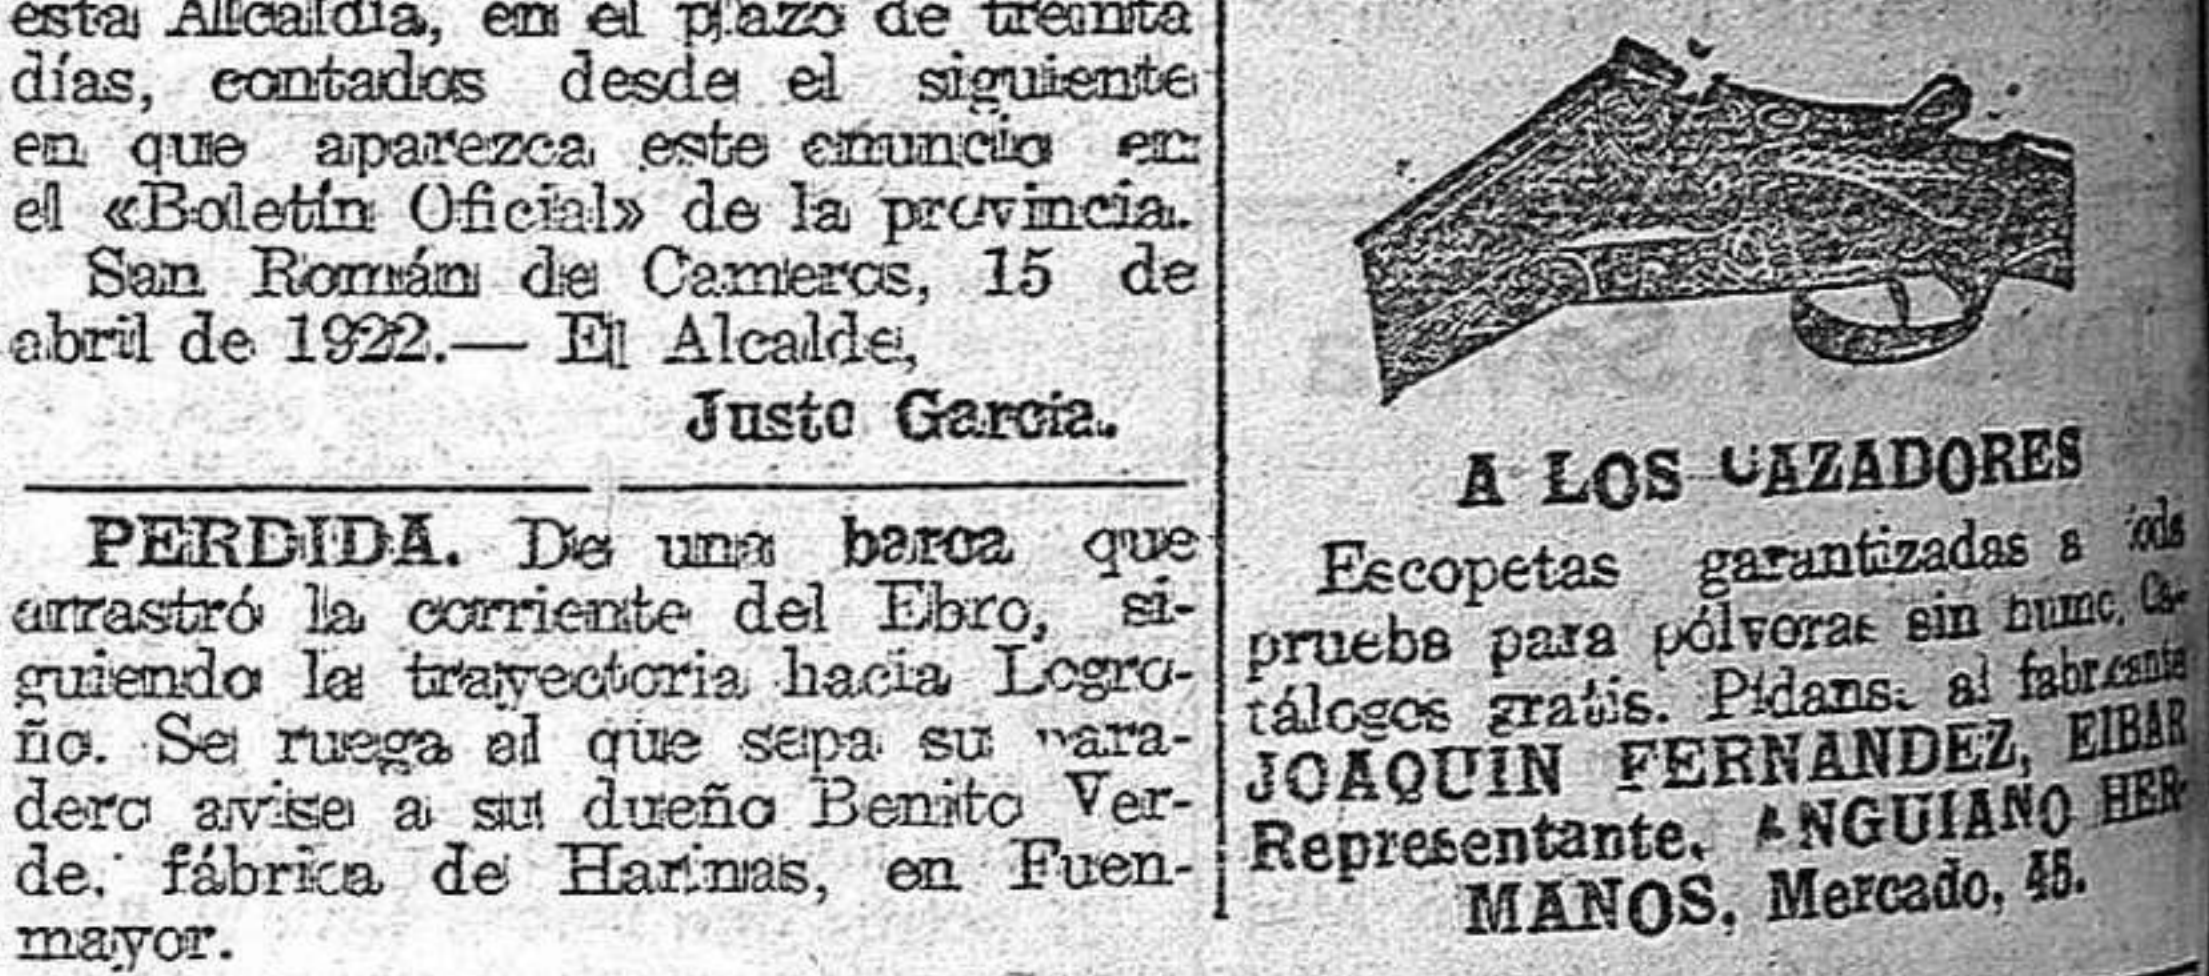 esta Alcaldía, en el plazo de treinta
días, contados desde el siguiente
en que aparezca este anuncio en
el «Boletín Oficial» de la provincia.
San Román de Cameros, 15 de
abril de 1922.— El Alcalde,
Justo García.
PERDIDA. De una barca que
arrastró la corriente del Ebro, si-
guiendo la trayectoria hacia Logro-
ño. Se ruega al que sepa su para-
dero avise a su dueño Benito Ver-
de, fábrica de Harinas, en Fuen-
mayor.
A LOS CAZADORES
Escopetas garantizadas a toda
prueba para pólvoras sin humo. Ca-
tálogos gratis. Pídanse al fabricante
JOAQUIN FERNANDEZ, EIBAR
Representante, ANGUIANO HER-
MANOS, Mercado, 45.